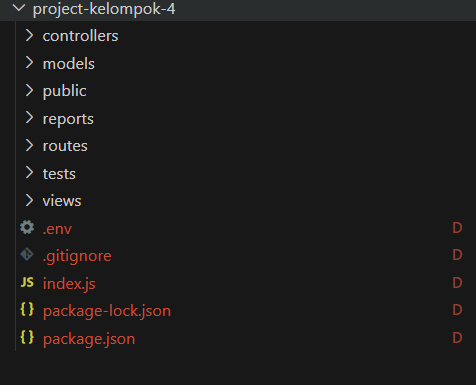 project-kelompok-4
controllers
models
public
reports
routes
tests
views
.env D
.gitignore D
JS index.js D
{} package-lock.json D
{} package.json D